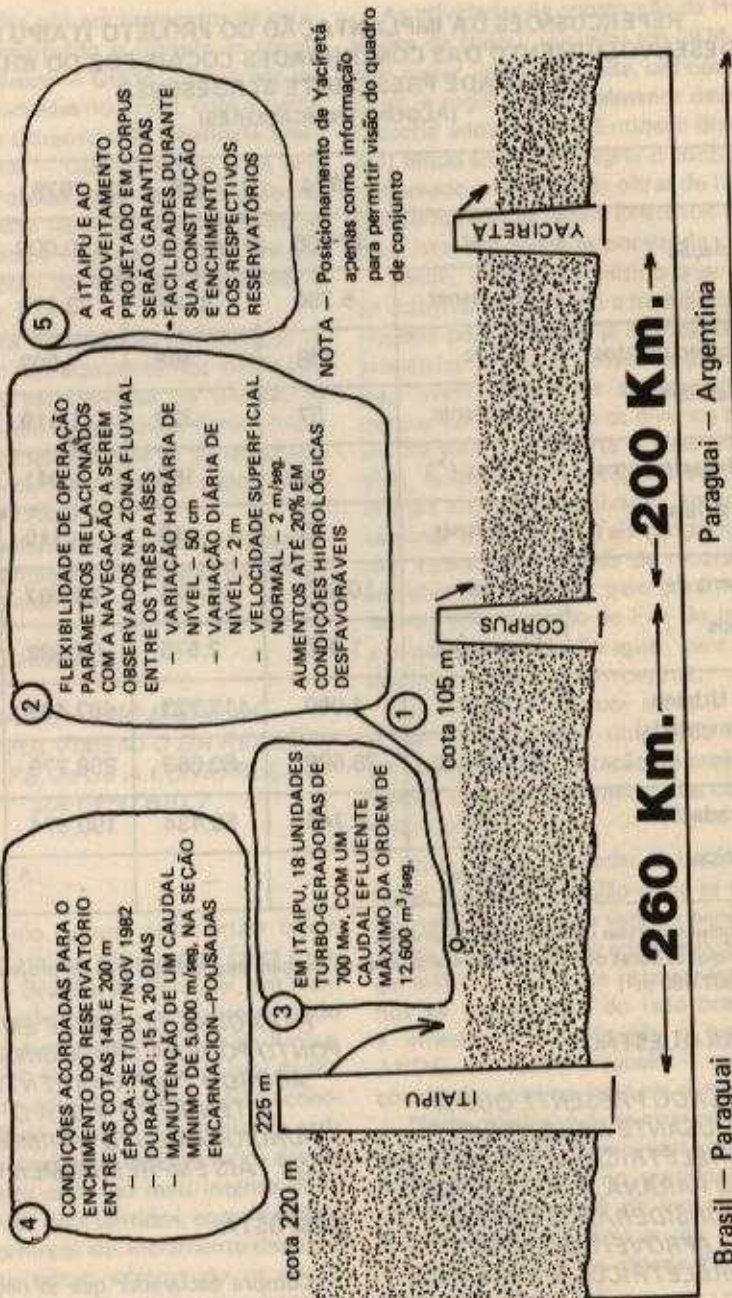 4
CONDIÇÕES ACORDADAS PARA O
ENCHIMENTO DO RESERVATÓRIO
ENTRE AS COTAS 140 E 200 m
– ÉPOCA: SET/OUT/NOV 1982
– DURAÇÃO: 15 A 20 DIAS
– MANUTENÇÃO DE UM CAUDAL
MÍNIMO DE 5.000 m/seg. NA SEÇÃO
ENCARNACION–POUSADAS
2
FLEXIBILIDADE DE OPERAÇÃO
PARÂMETROS RELACIONADOS
COM A NAVEGAÇÃO A SEREM
OBSERVADOS NA ZONA FLUVIAL
ENTRE OS TRÊS PAÍSES
– VARIAÇÃO HORÁRIA DE
NÍVEL – 50 cm
– VARIAÇÃO DIÁRIA DE
NÍVEL – 2 m
– VELOCIDADE SUPERFICIAL
NORMAL – 2 m/seg.
AUMENTOS ATÉ 20% EM
CONDIÇÕES HIDROLÓGICAS
DESFAVORÁVEIS
5
A ITAIPU E AO
APROVEITAMENTO
PROJETADO EM CORPUS
SERÃO GARANTIDAS
FACILIDADES DURANTE
SUA CONSTRUÇÃO
E ENCHIMENTO
DOS RESPECTIVOS
RESERVATÓRIOS
NOTA – Posicionamento de Yaciretá
apenas como informação
para permitir visão do quadro
de conjunto
3
EM ITAIPU, 18 UNIDADES
TURBO-GERADORAS DE
700 Mw, COM UM
CAUDAL EFLUENTE
MÁXIMO DA ORDEM DE
12.600 m³/seg.
1
cota 220 m
225 m
cota 105 m
ITAIPU
CORPUS
YACIRETÁ
260 Km.
200 Km.
Brasil – Paraguai
Paraguai – Argentina